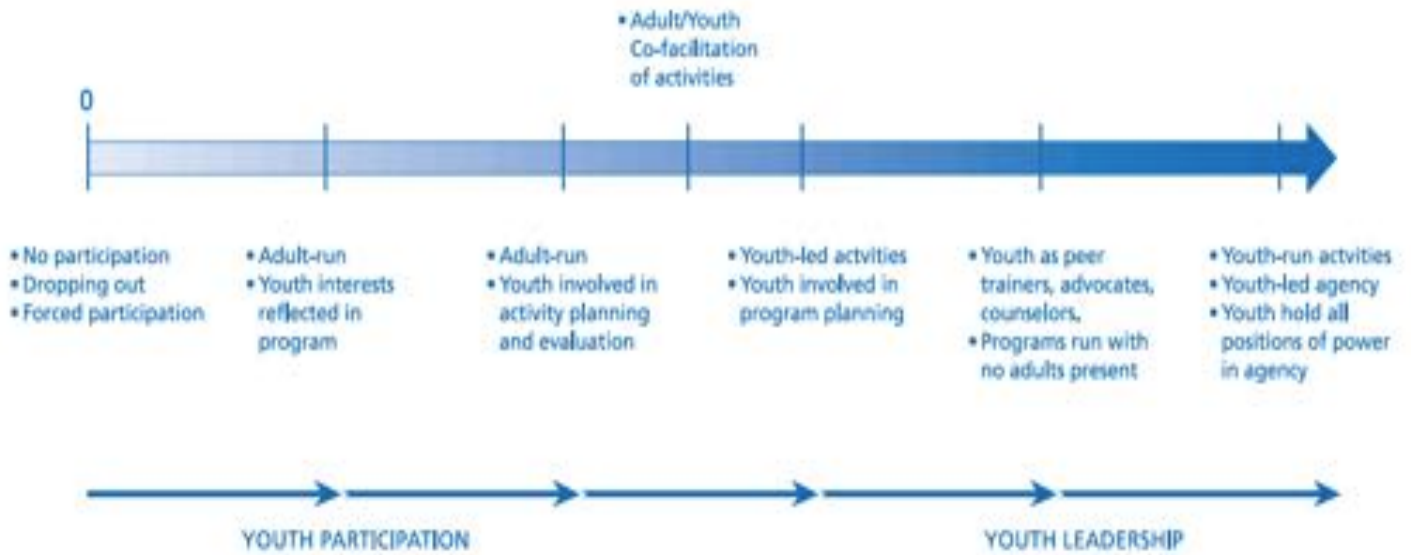 • Adult/Youth
Co-facilitation
of activities
0
• No participation
• Dropping out
• Forced participation
• Adult-run
• Youth interests
reflected in
program
• Adult-run
• Youth involved in
activity planning
and evaluation
• Youth-led actvities
• Youth involved in
program planning
• Youth as peer
trainers, advocates,
counselors,
• Programs run with
no adults present
• Youth-run actvities
• Youth-led agency
• Youth hold all
positions of power
in agency
YOUTH PARTICIPATION
YOUTH LEADERSHIP